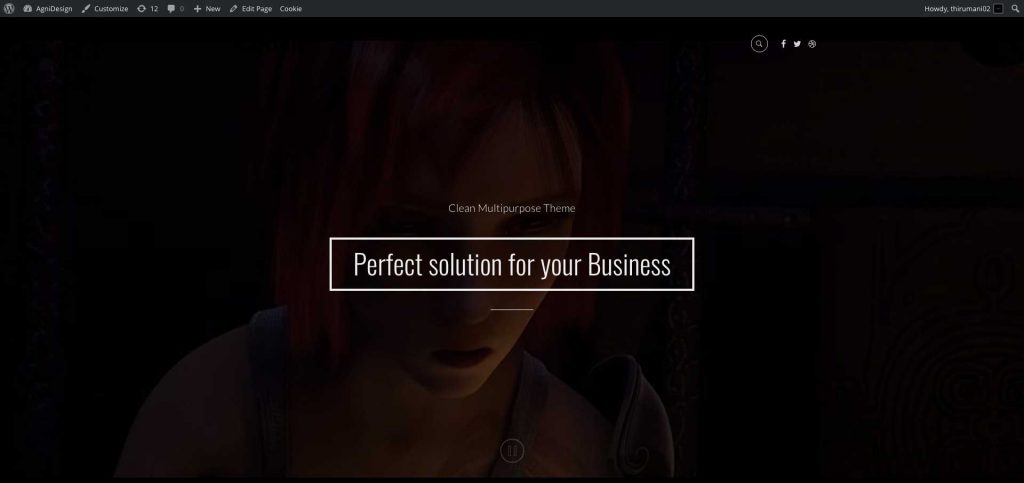 AgniDesign Customize 12 0 New Edit Page Cookie Howdy, thirumani02
Clean Multipurpose Theme
Perfect solution for your Business